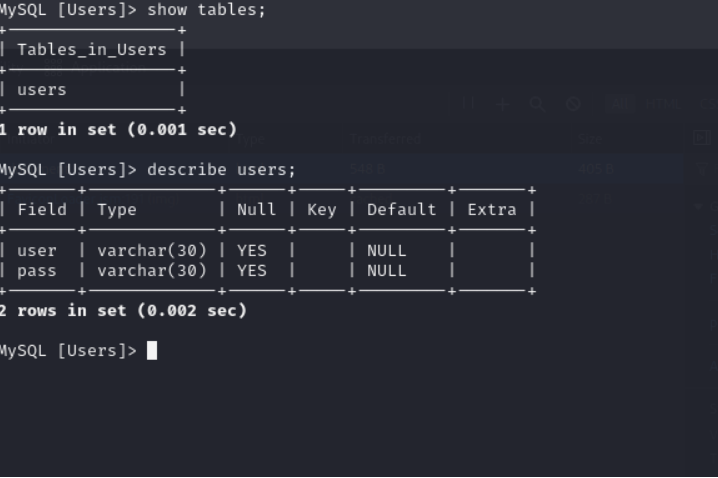 MySQL [Users]> show tables;
+-----------------+
| Tables_in_Users |
+-----------------+
| users           |
+-----------------+
1 row in set (0.001 sec)
MySQL [Users]> describe users;
+-------+-------------+------+-----+---------+-------+
| Field | Type        | Null | Key | Default | Extra |
+-------+-------------+------+-----+---------+-------+
| user  | varchar(30) | YES  |     | NULL    |       |
| pass  | varchar(30) | YES  |     | NULL    |       |
+-------+-------------+------+-----+---------+-------+
2 rows in set (0.002 sec)
MySQL [Users]>
Transferred
Size